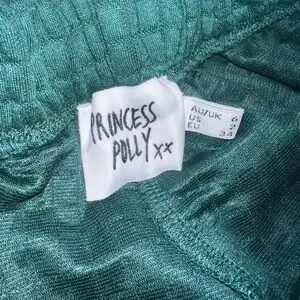 PRINCESS
POLLY xx
AU/UK 6
US 2
EU 34